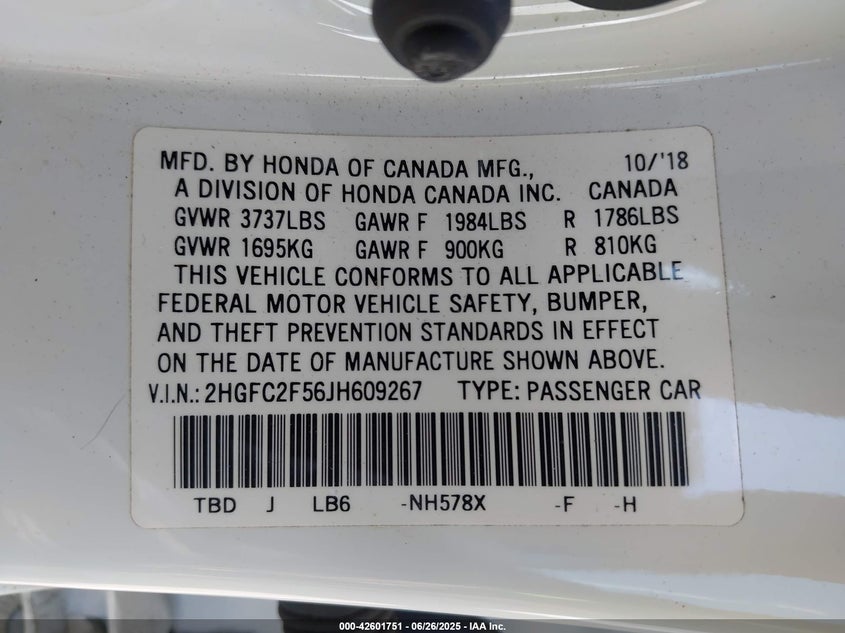 MFD. BY HONDA OF CANADA MFG., 10/'18
A DIVISION OF HONDA CANADA INC. CANADA
GVWR 3737LBS GAWR F 1984LBS R 1786LBS
GVWR 1695KG GAWR F 900KG R 810KG
THIS VEHICLE CONFORMS TO ALL APPLICABLE
FEDERAL MOTOR VEHICLE SAFETY, BUMPER,
AND THEFT PREVENTION STANDARDS IN EFFECT
ON THE DATE OF MANUFACTURE SHOWN ABOVE.
V.I.N.: 2HGFC2F56JH609267 TYPE: PASSENGER CAR
TBD J LB6 -NH578X -F -H
000-42601751 | 06/26/2025 - IAA Inc.